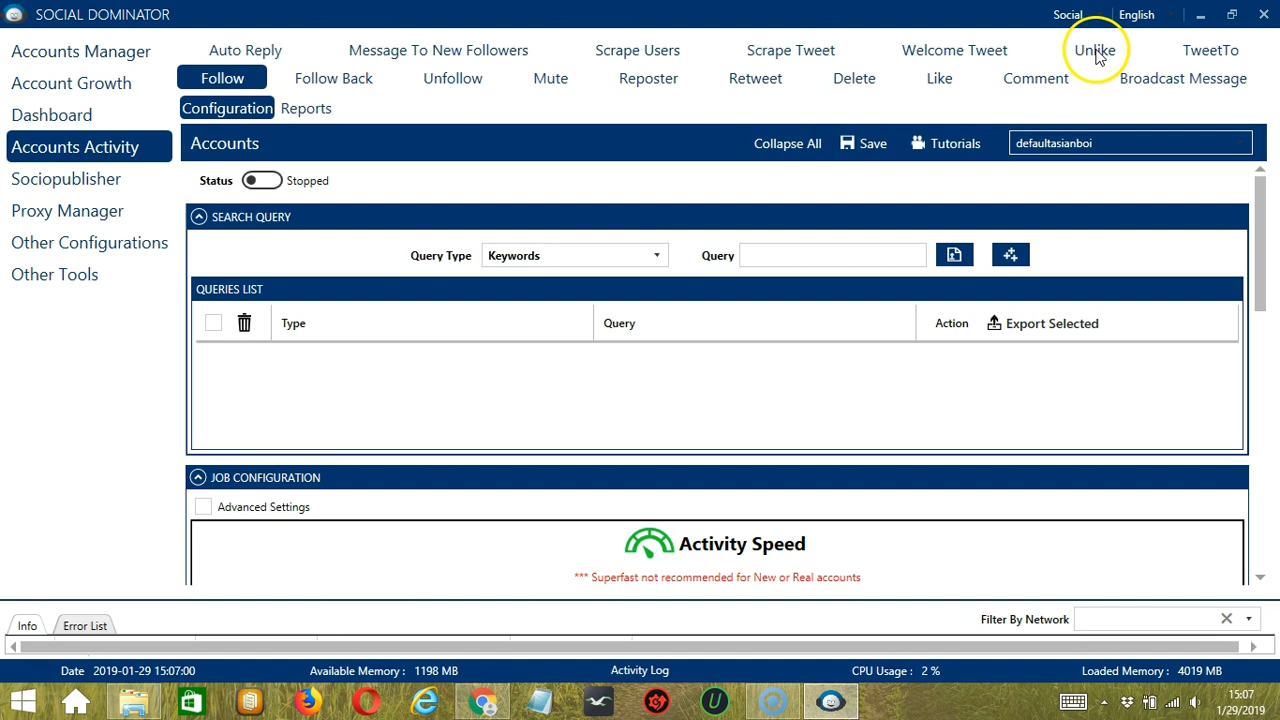 SOCIAL DOMINATOR Social English
Accounts Manager
Account Growth
Dashboard
Accounts Activity
Sociopublisher
Proxy Manager
Other Configurations
Other Tools
Auto Reply Message To New Followers Scrape Users Scrape Tweet Welcome Tweet Unlike TweetTo
Follow Follow Back Unfollow Mute Reposter Retweet Delete Like Comment Broadcast Message
Configuration Reports
Accounts Collapse All Save Tutorials defaultasianboi
Status Stopped
SEARCH QUERY
Query Type Keywords Query
QUERIES LIST
Type Query Action Export Selected
JOB CONFIGURATION
Advanced Settings
Activity Speed
*** Superfast not recommended for New or Real accounts
Info Error List Filter By Network
Date 2019-01-29 15:07:00 Available Memory : 1198 MB Activity Log CPU Usage : 2 % Loaded Memory : 4019 MB
15:07
1/29/2019